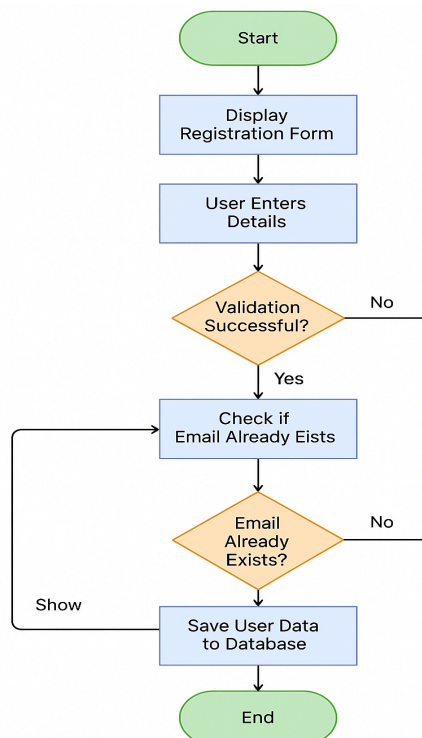 Start
Display
Registration Form
User Enters
Details
Validation
Successful?
No
Yes
Check if
Email Already Eists
Email
Already
Exists?
No
Show
Save User Data
to Database
End